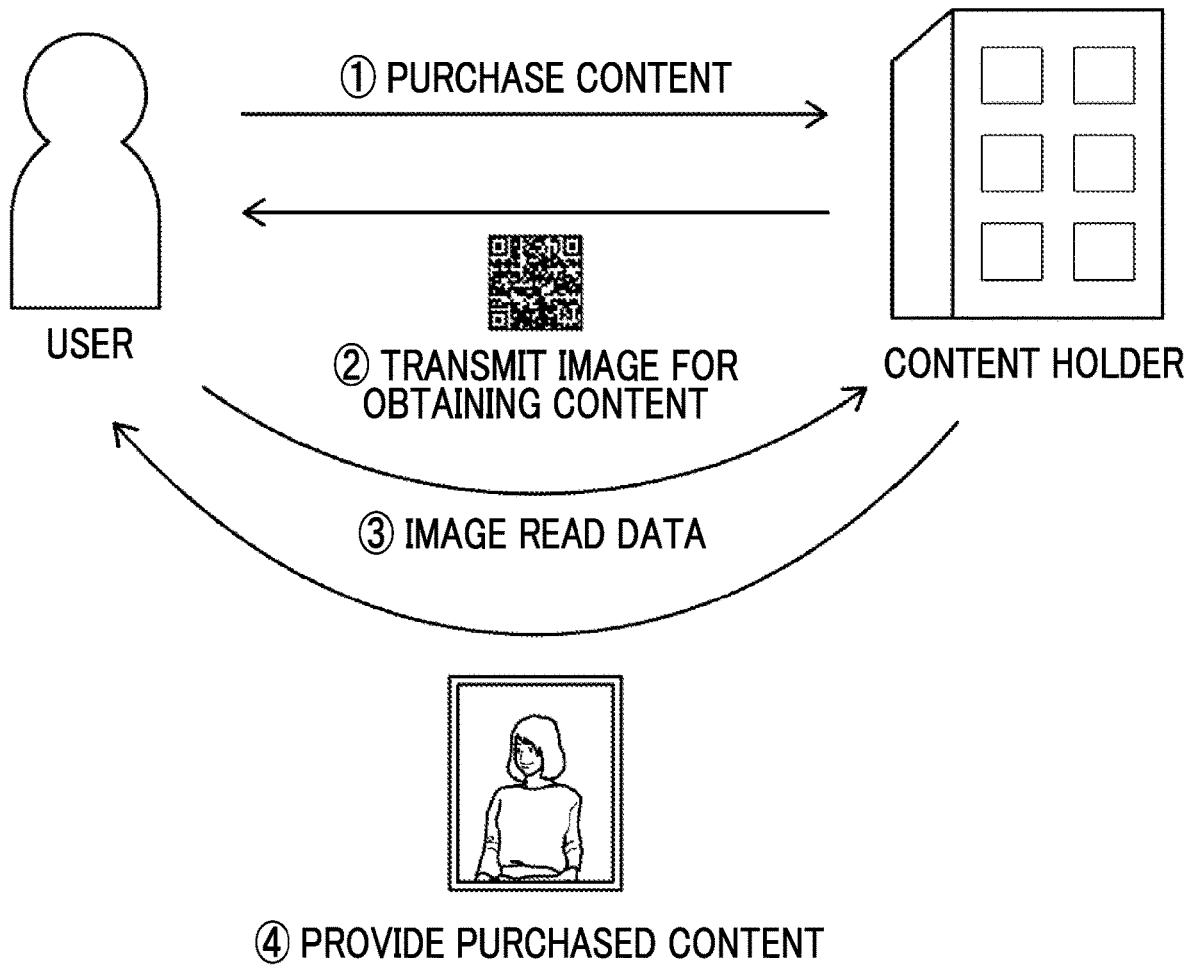 ① PURCHASE CONTENT
USER
② TRANSMIT IMAGE FOR
OBTAINING CONTENT
CONTENT HOLDER
③ IMAGE READ DATA
④ PROVIDE PURCHASED CONTENT